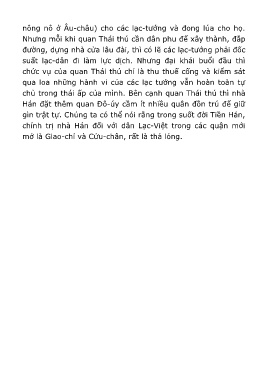 nông nô ở Âu-châu) cho các lạc-tướng và đong lúa cho họ.
Nhưng mỗi khi quan Thái thú cần dân phu để xây thành, đắp
đường, dựng nhà cửa lâu đài, thì có lẽ các lạc-tướng phải đốc
suất lạc-dân đi làm lực dịch. Nhưng đại khái buổi đầu thì
chức vụ của quan Thái thú chỉ là thu thuế cống và kiểm sát
qua loa những hành vi của các lạc tướng vẫn hoàn toàn tự
chủ trong thái ấp của mình. Bên cạnh quan Thái thú thì nhà
Hán đặt thêm quan Đô-úy cầm ít nhiều quân đồn trú để giữ
gìn trật tự. Chúng ta có thể nói rằng trong suốt đời Tiền Hán,
chính trị nhà Hán đối với dân Lạc-Việt trong các quận mới
mở là Giao-chỉ và Cửu-chân, rất là thả lỏng.